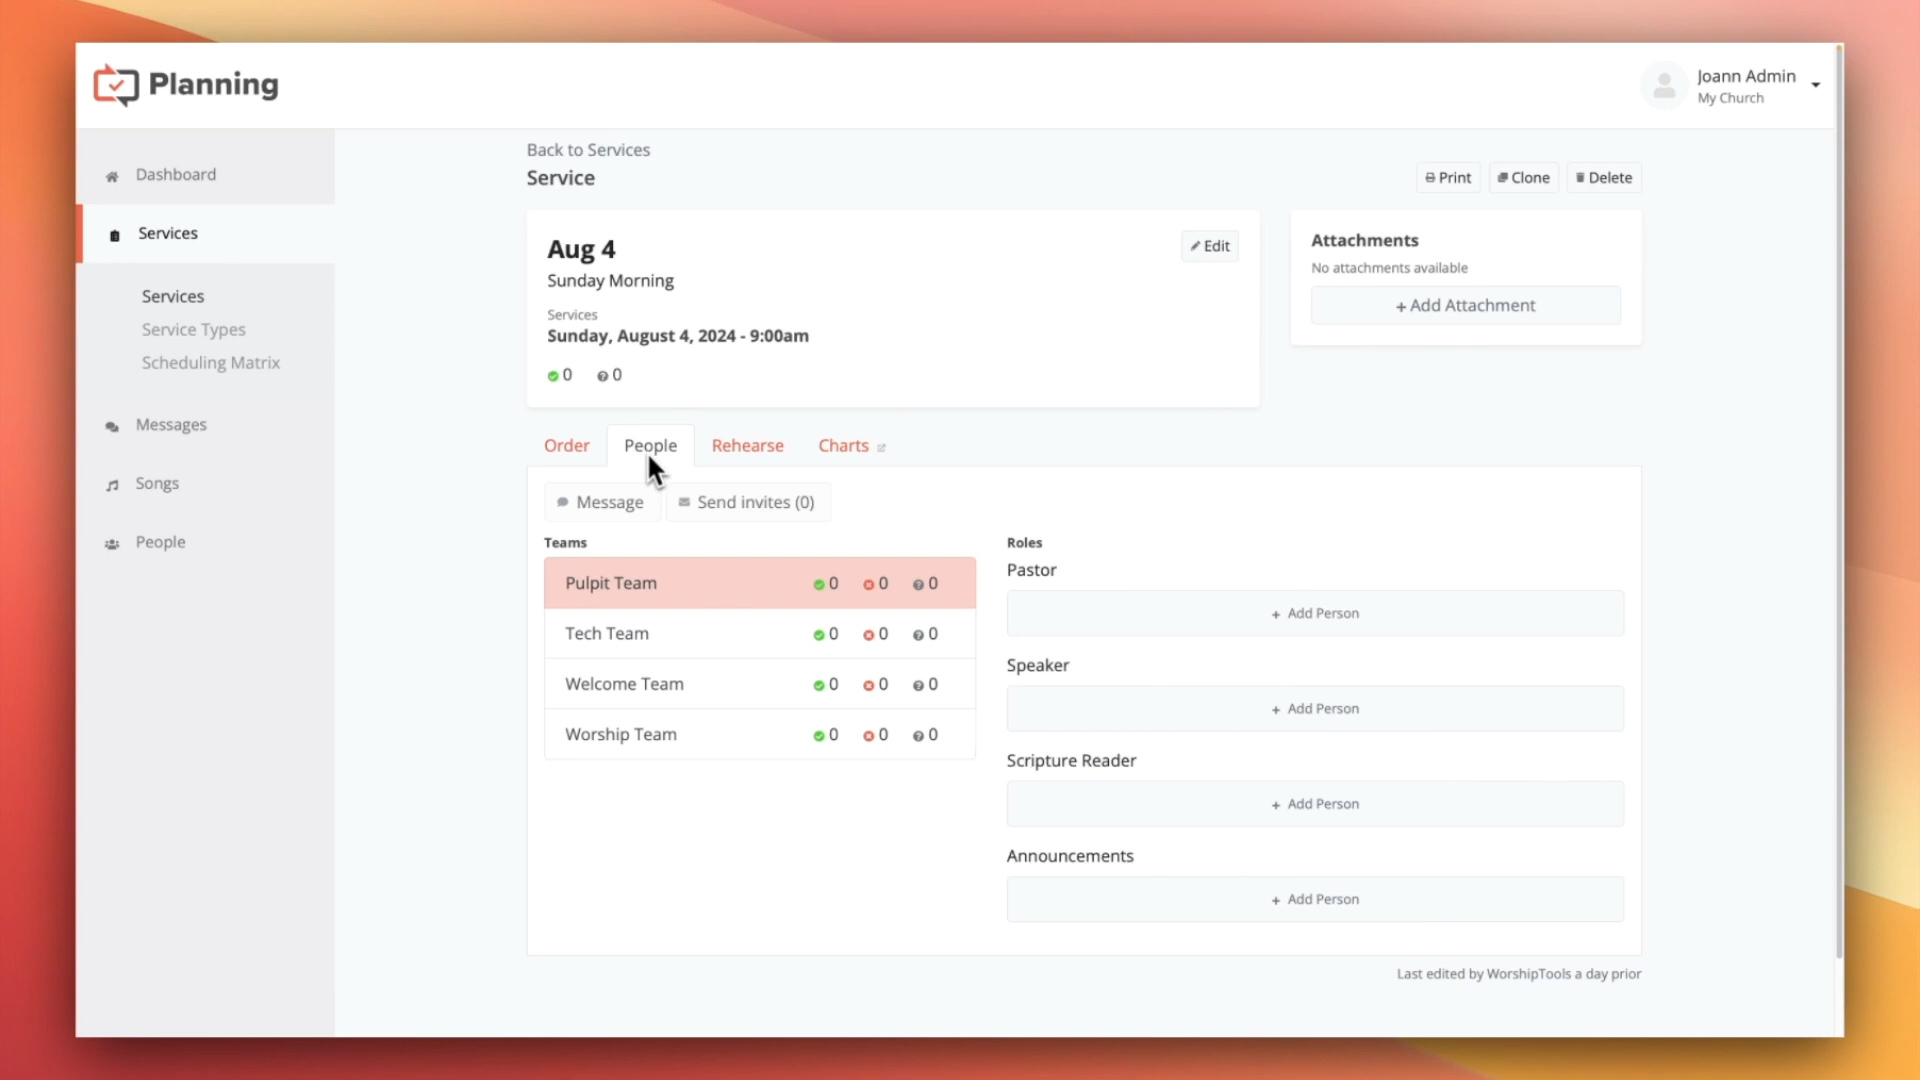 Planning
Joann Admin
My Church
Dashboard
Services
Services
Service Types
Scheduling Matrix
Messages
Songs
People
Back to Services
Service
Print
Clone
Delete
Aug 4
Edit
Sunday Morning
Services
Sunday, August 4, 2024 - 9:00am
0 0
Attachments
No attachments available
+ Add Attachment
Order People Rehearse Charts
Message Send invites (0)
Teams
Pulpit Team 0 0 0
Tech Team 0 0 0
Welcome Team 0 0 0
Worship Team 0 0 0
Roles
Pastor
+ Add Person
Speaker
+ Add Person
Scripture Reader
+ Add Person
Announcements
+ Add Person
Last edited by WorshipTools a day prior